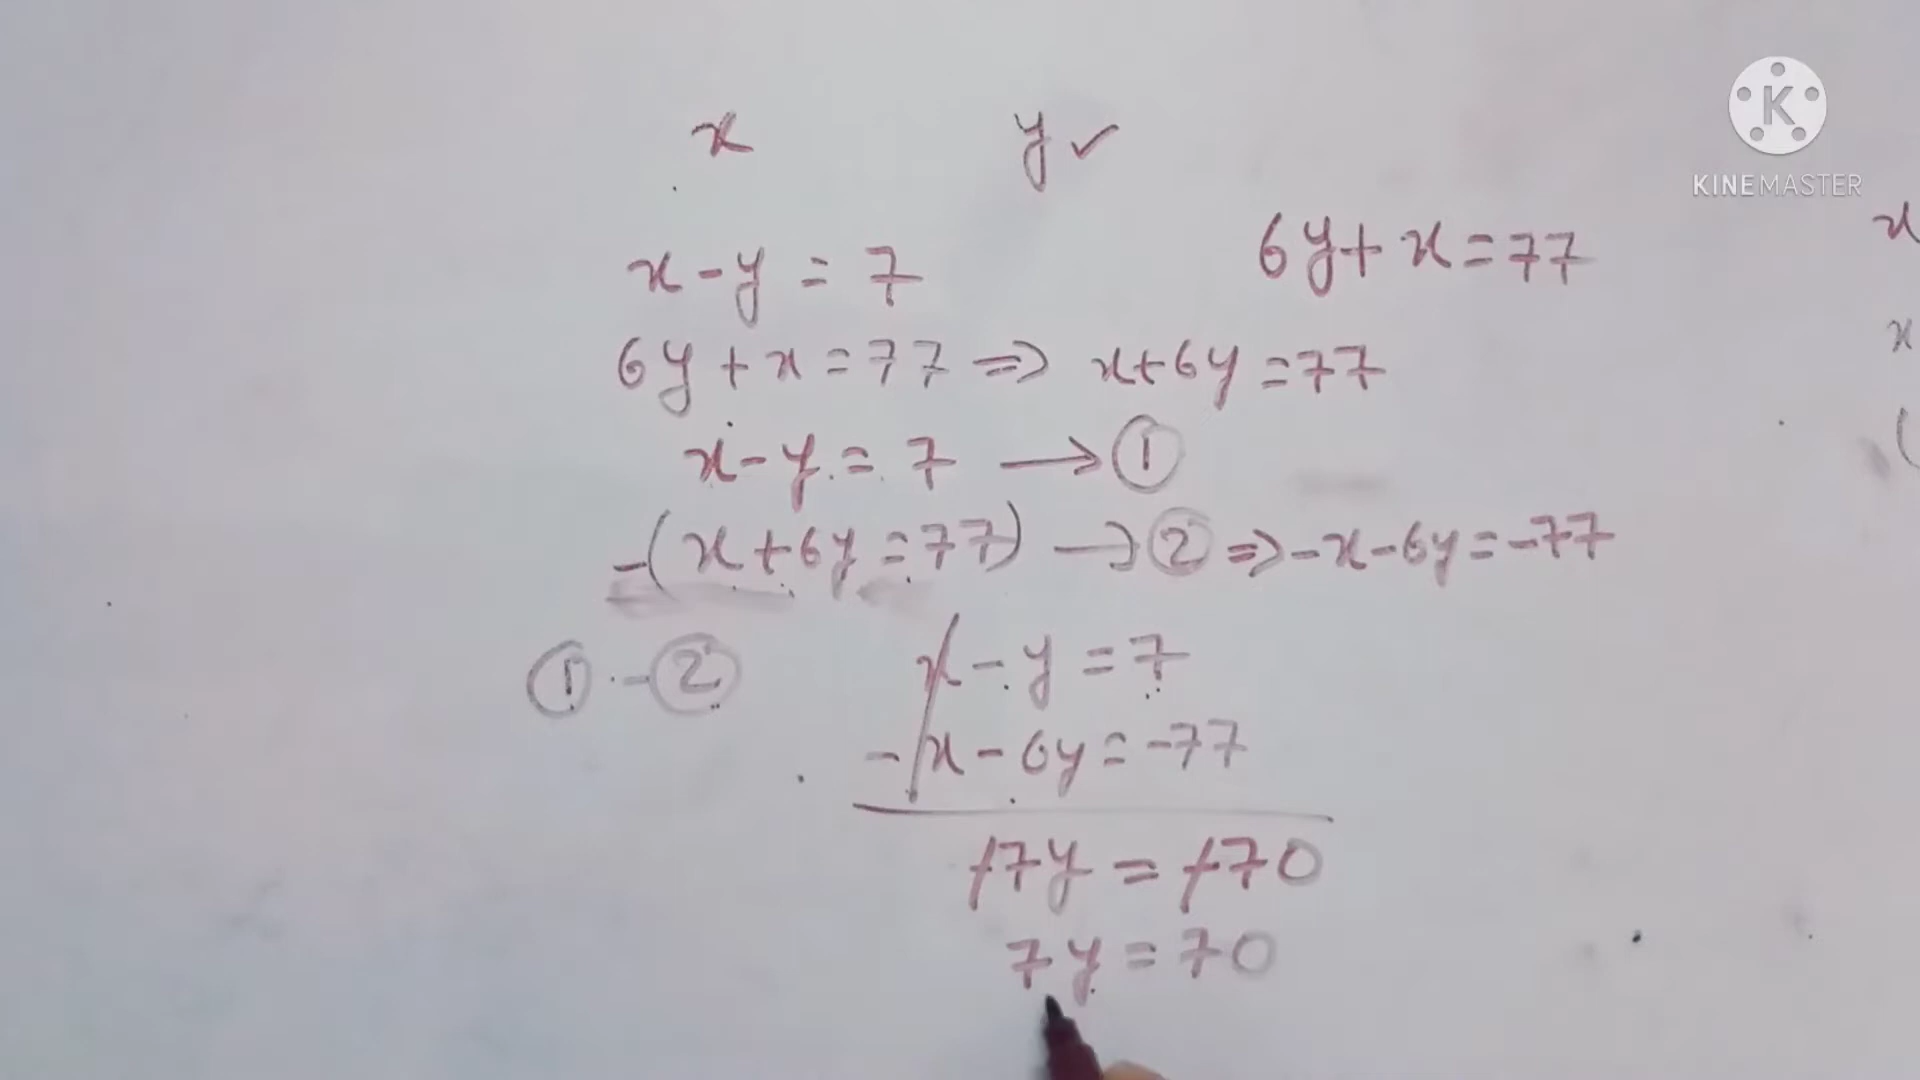 x y ✓
KINEMASTER
6y + x = 77
x
x - y = 7
6y + x = 77 ⇒ x + 6y = 77
x
x - y = 7 → ①
(
-(x + 6y = 77) → ② ⇒ -x - 6y = -77
① - ② x - y = 7
-x - 6y = -77
+7y = +70
7y = 70